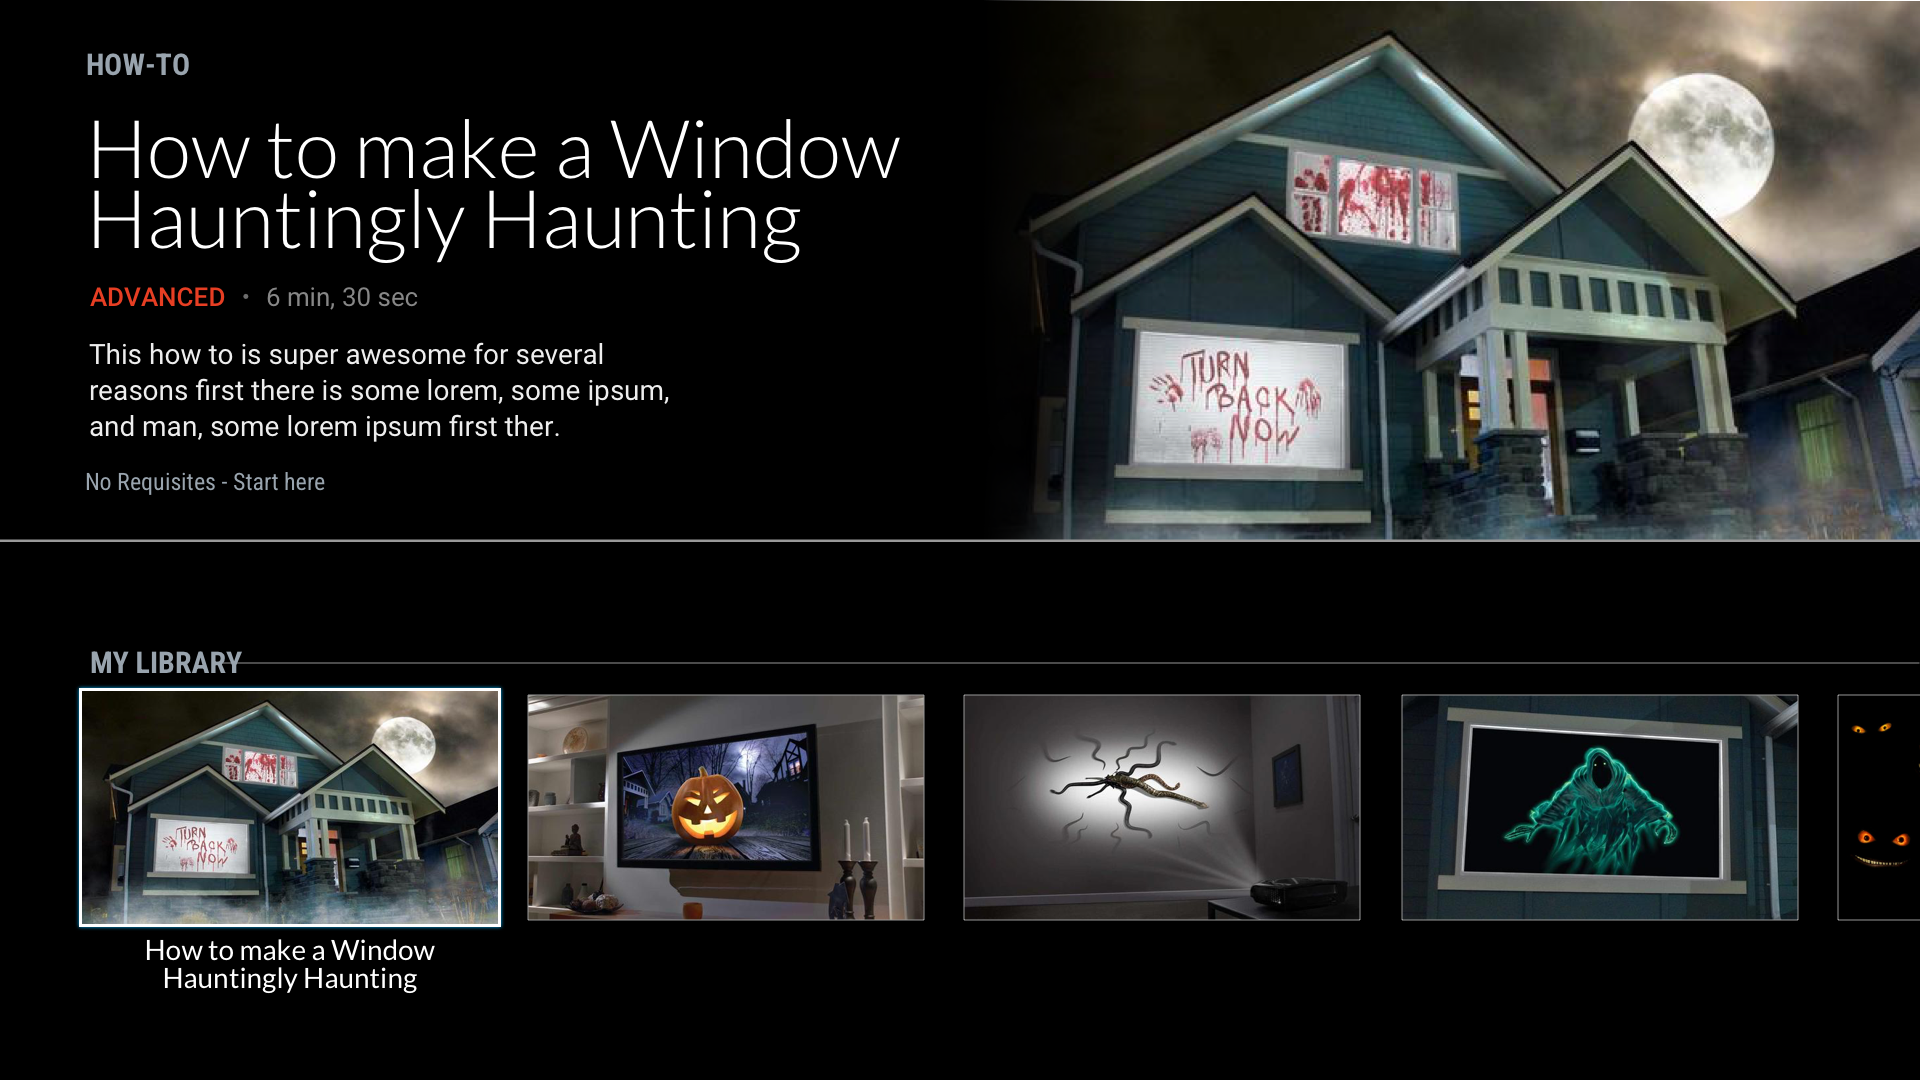 HOW-TO
How to make a Window
Hauntingly Haunting
ADVANCED • 6 min, 30 sec
This how to is super awesome for several
reasons first there is some lorem, some ipsum,
and man, some lorem ipsum first ther.
No Requisites - Start here
TURN
BACK
NOW
MY LIBRARY
TURN
BACK
NOW
How to make a Window
Hauntingly Haunting